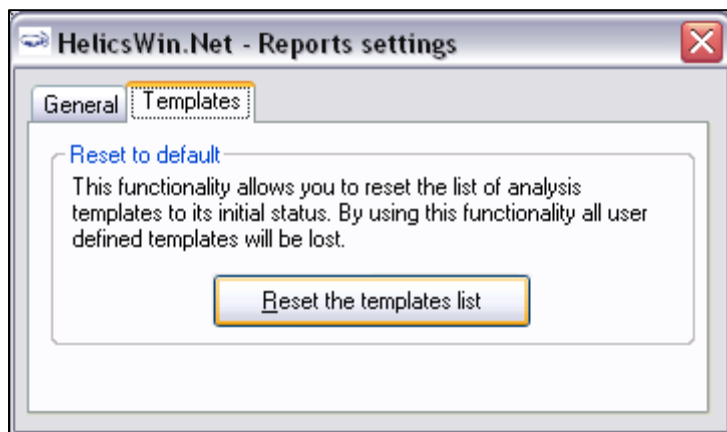 HelicsWin.Net - Reports settings
General
Templates
Reset to default
This functionality allows you to reset the list of analysis
templates to its initial status. By using this functionality all user
defined templates will be lost.
Reset the templates list